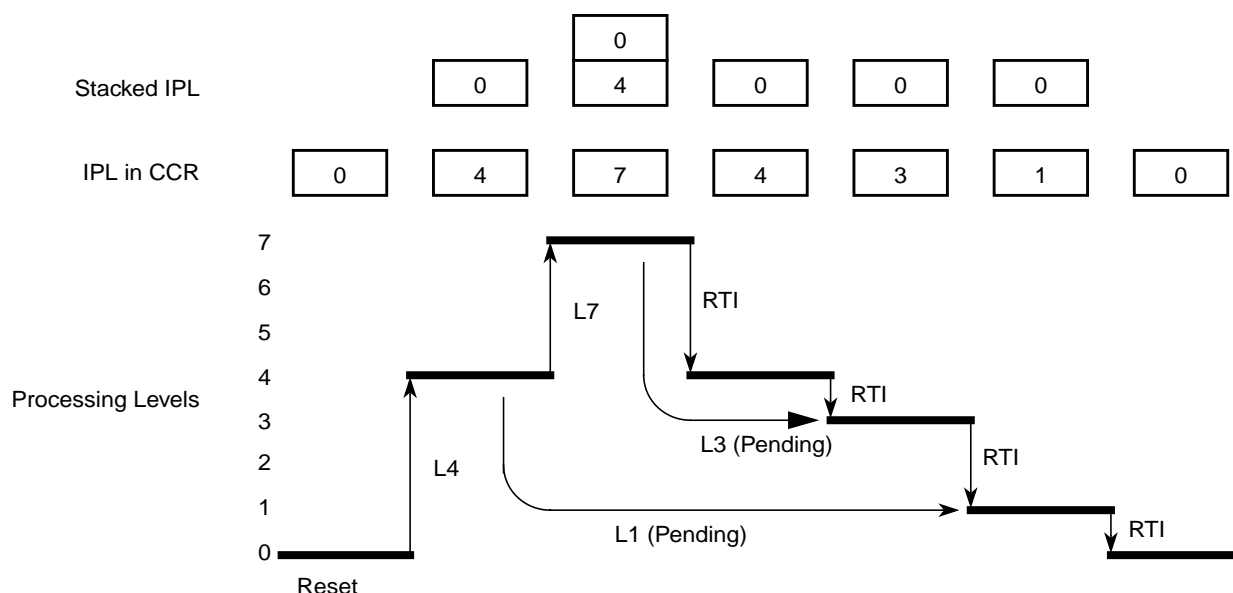 0
Stacked IPL 0 4 0 0 0
IPL in CCR 0 4 7 4 3 1 0
7
6
L7 RTI
5
4
Processing Levels RTI
3
L3 (Pending)
2 L4 RTI
1
L1 (Pending) RTI
0
Reset